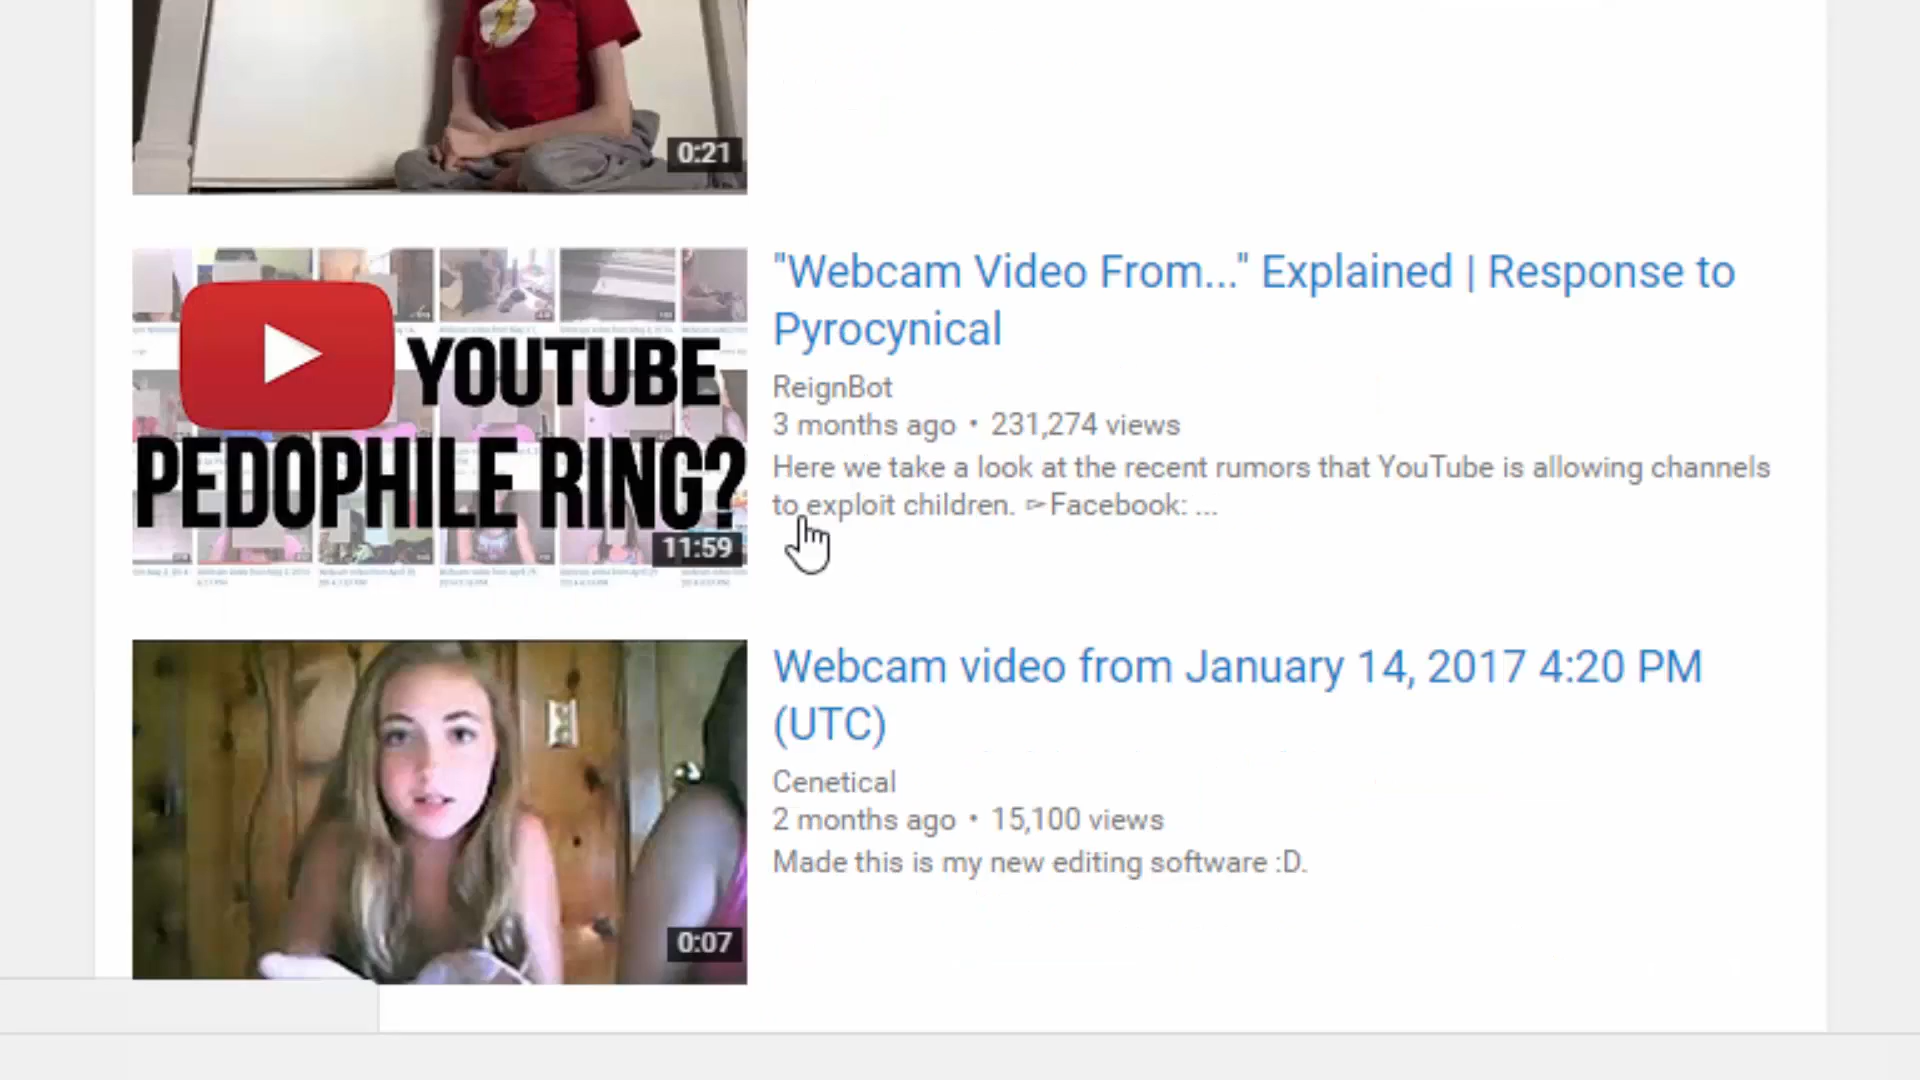 0:21
"Webcam Video From..." Explained | Response to
Pyrocynical
ReignBot
3 months ago • 231,274 views
Here we take a look at the recent rumors that YouTube is allowing channels
to exploit children. ➛Facebook: ...
YOUTUBE
PEDOPHILE RING?
11:59
Webcam video from January 14, 2017 4:20 PM
(UTC)
Cenetical
2 months ago • 15,100 views
Made this is my new editing software :D.
0:07